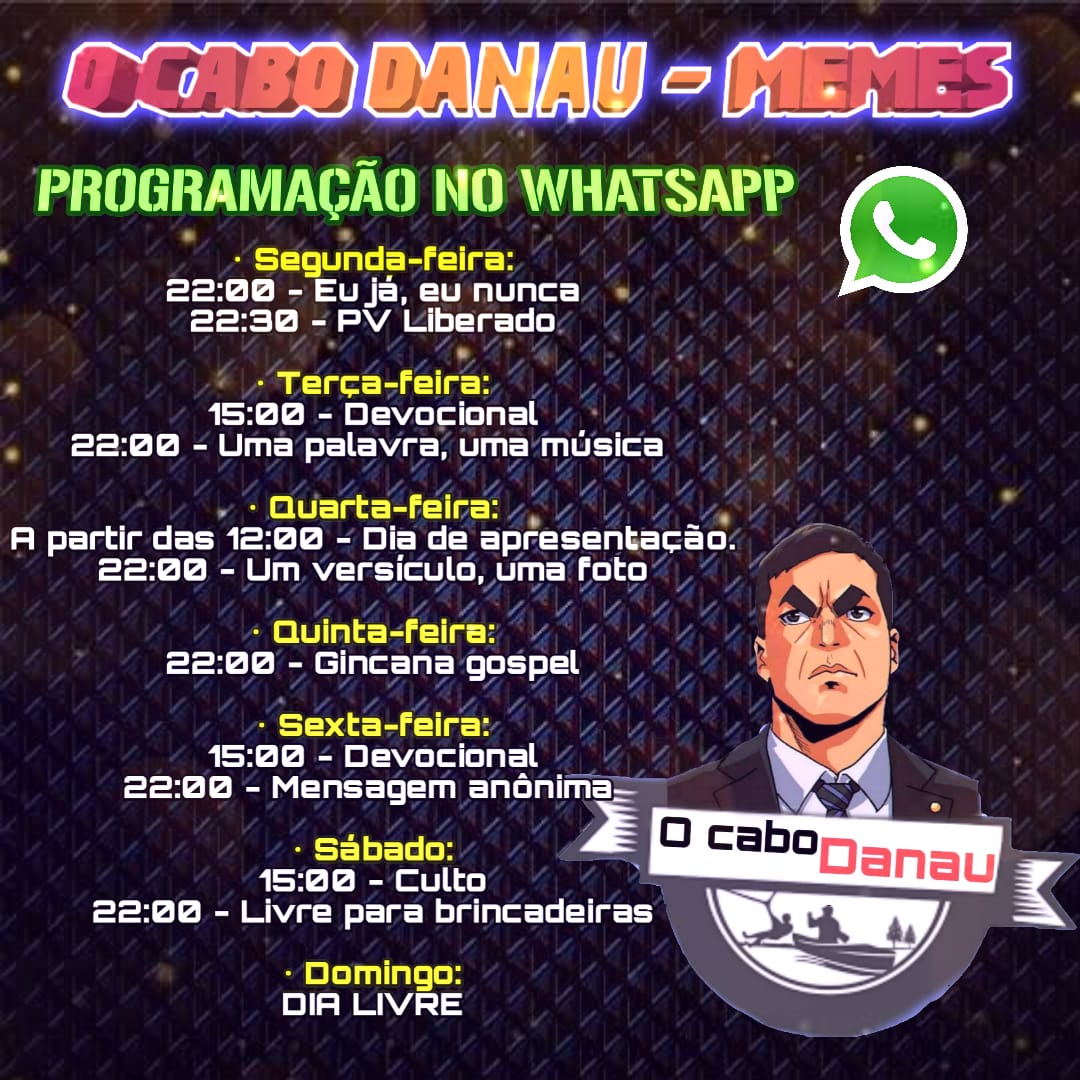 O CABO DANAU - MEMES
PROGRAMAÇÃO NO WHATSAPP
· Segunda-feira:
22:00 - Eu já, eu nunca
22:30 - PV Liberado
· Terça-feira:
15:00 - Devocional
22:00 - Uma palavra, uma música
· Quarta-feira:
A partir das 12:00 - Dia de apresentação.
22:00 - Um versículo, uma foto
· Quinta-feira:
22:00 - Gincana gospel
· Sexta-feira:
15:00 - Devocional
22:00 - Mensagem anônima
· Sábado:
15:00 - Culto
22:00 - Livre para brincadeiras
· Domingo:
DIA LIVRE
O cabo Danau